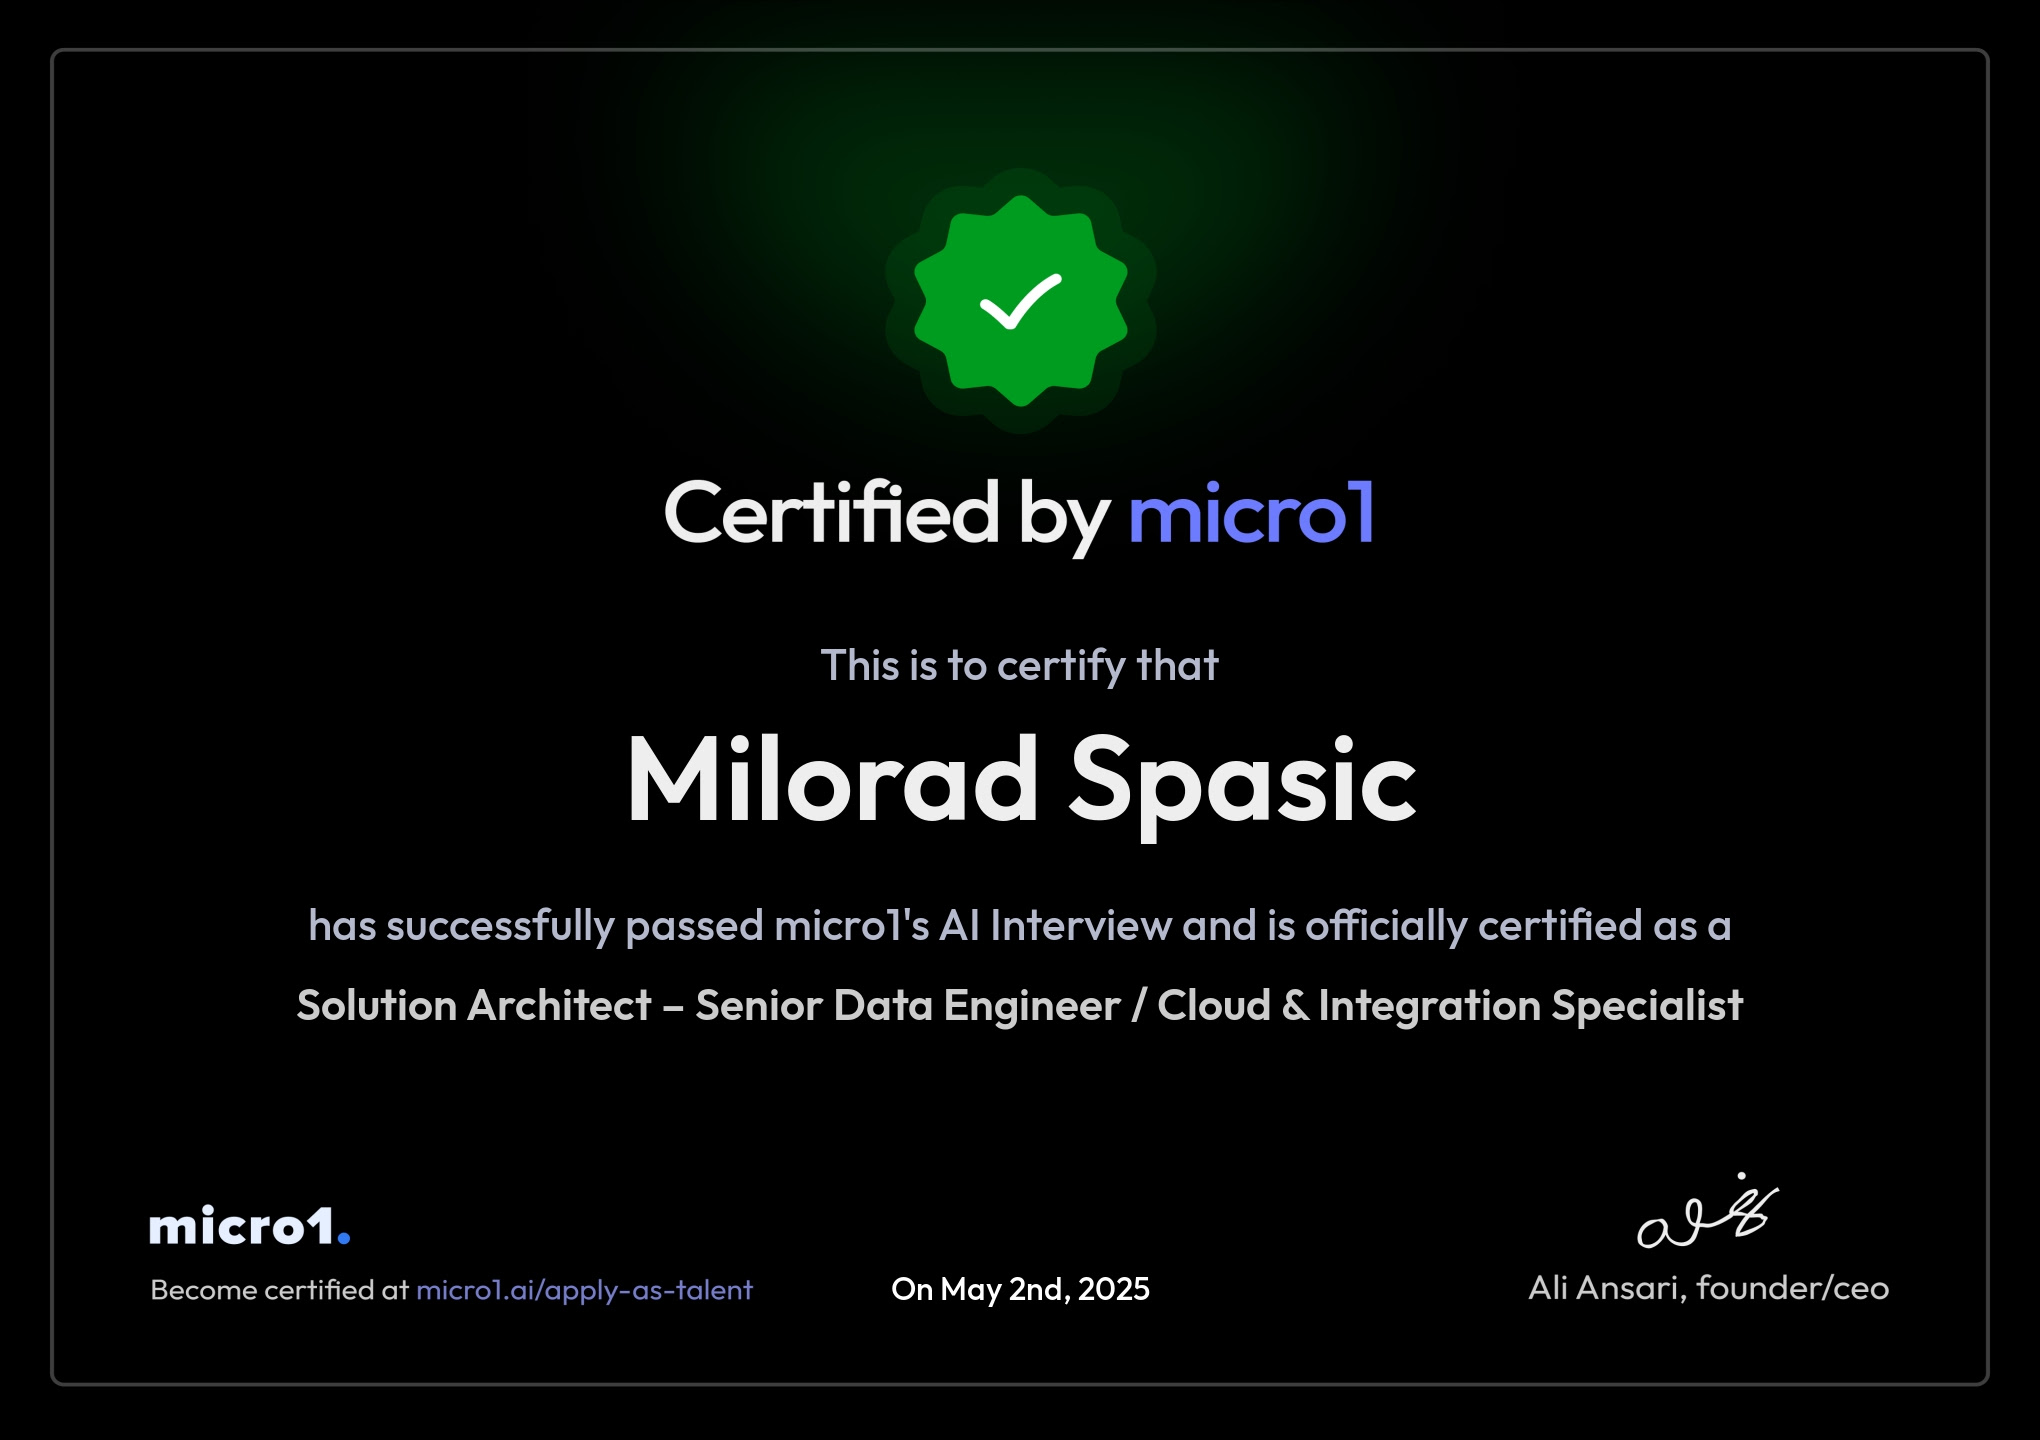 Certified by micro1
This is to certify that
Milorad Spasic
has successfully passed micro1's AI Interview and is officially certified as a
Solution Architect – Senior Data Engineer / Cloud & Integration Specialist
micro1.
Become certified at micro1.ai/apply-as-talent
On May 2nd, 2025
Ali Ansari, founder/ceo